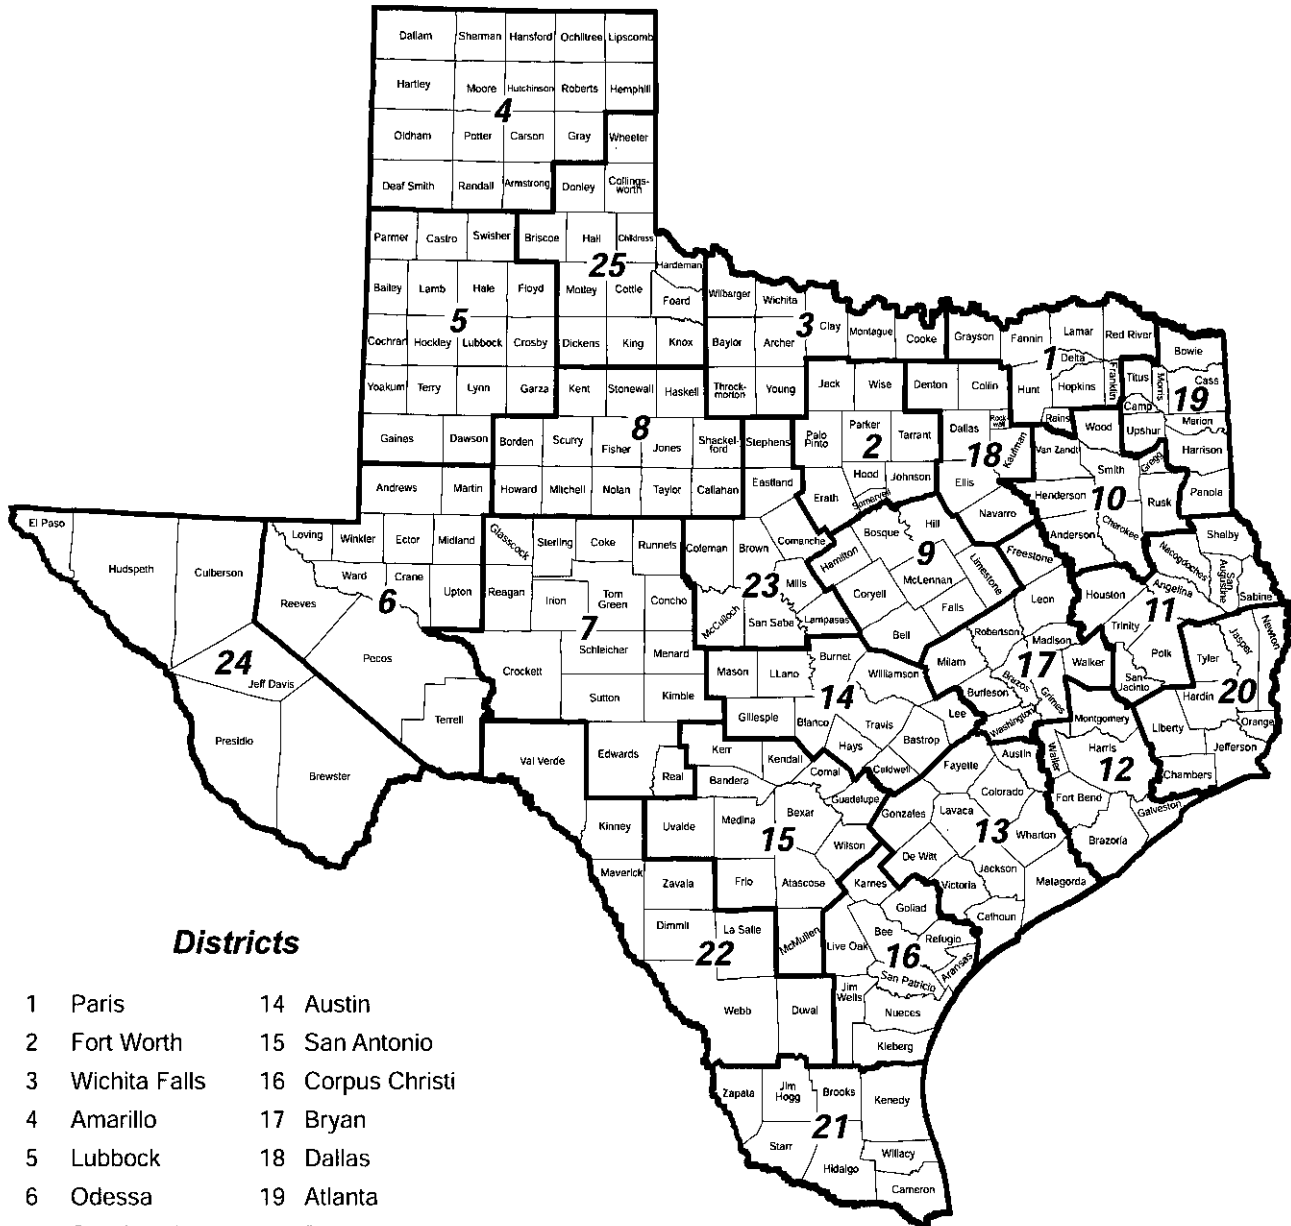 Dallam Sherman Hansford Ochiltree Lipscomb
Hartley Moore Hutchinson Roberts Hemphill
4
Oldham Potter Carson Gray Wheeler
Deaf Smith Randall Armstrong Donley Collings-
worth
Parmer Castro Swisher Briscoe Hall Childress
25 Hardeman
Bailey Lamb Hale Floyd Motley Cottle Foard Wilbarger Wichita
5 3 Clay Montague Cooke Grayson Fannin Lamar Red River
Cochran Hockley Lubbock Crosby Dickens King Knox Baylor Archer 1 Delta Bowie
Yoakum Terry Lynn Garza Kent Stonewall Haskell Throck-
morton Young Jack Wise Denton Collin Hunt Hopkins Franklin Titus Morris Cass
19
8 Camp Marion
Gaines Dawson Borden Scurry Fisher Jones Shackel-
ford Stephens Palo
Pinto Parker Tarrant Dallas Rock-
wall Kaufman Rains Wood Upshur Harrison
2 18 Van Zandt Smith Gregg
Andrews Martin Howard Mitchell Nolan Taylor Callahan Eastland Hood Johnson Ellis Henderson 10 Rusk Panola
Erath Somervell Navarro Anderson Cherokee
El Paso Loving Winkler Ector Midland Glasscock Sterling Coke Runnels Coleman Brown Comanche Bosque Hill Freestone Nacogdoches Shelby
Hudspeth Culberson Ward Crane Upton Reagan Irion Tom
Green Concho 23 Mills Hamilton 9 Limestone Houston Angelina San
Augustine Sabine
Reeves 6 McCulloch San Saba Lampasas Coryell McLennan Falls Leon 11 Trinity
7 Bell Robertson Madison Polk Newton
Pecos Crockett Schleicher Menard Mason LLano Burnet Williamson Milam 17 Walker San
Jacinto Tyler Jasper
24 Jeff Davis Sutton Kimble 14 Burleson Brazos Grimes Hardin 20
Terrell Gillespie Blanco Travis Lee Washington Montgomery Liberty Orange
Presidio Val Verde Edwards Real Kerr Kendall Hays Bastrop Fayette Austin Waller Harris Jefferson
Brewster Bandera Comal Caldwell Colorado 12 Chambers
Kinney Uvalde Medina Bexar Guadalupe Gonzales Lavaca Fort Bend Galveston
15 Wilson 13 Wharton Brazoria
De Witt
Maverick Zavala Frio Atascosa Karnes Victoria Jackson Matagorda
Goliad Calhoun
Dimmit La Salle McMullen Live Oak Bee Refugio
22 16 Aransas
San Patricio
Webb Duval Jim
Wells Nueces
Kleberg
Zapata Jim
Hogg Brooks Kenedy
21
Starr Hidalgo Willacy
Cameron
Districts
1 Paris 14 Austin
2 Fort Worth 15 San Antonio
3 Wichita Falls 16 Corpus Christi
4 Amarillo 17 Bryan
5 Lubbock 18 Dallas
6 Odessa 19 Atlanta